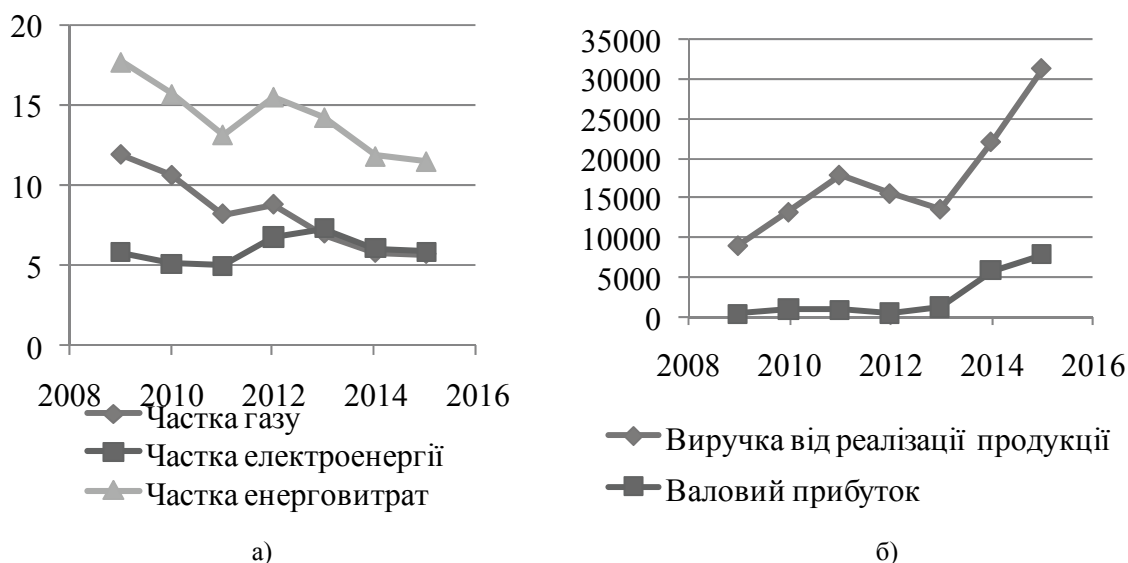 20
15
10
5
0
2008 2010 2012 2014 2016
Частка газу
Частка електроенергії
Частка енерговитрат
а)
35000
30000
25000
20000
15000
10000
5000
0
2008 2010 2012 2014 2016
Виручка від реалізації продукції
Валовий прибуток
б)